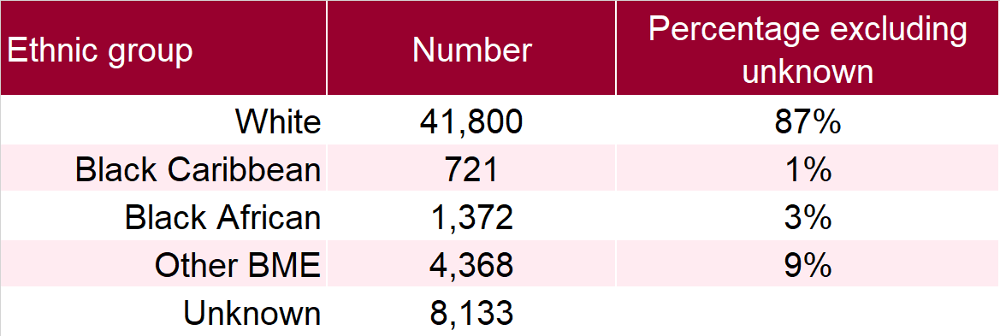 Ethnic group Number Percentage excluding unknown
White 41,800 87%
Black Caribbean 721 1%
Black African 1,372 3%
Other BME 4,368 9%
Unknown 8,133